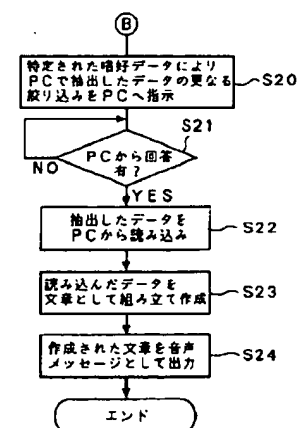 B
特定された嗜好データにより
PCで抽出したデータの更なる
絞り込みをPCへ指示
S20
S21
PCから回答
有?
NO
YES
抽出したデータを
PCから読み込み
S22
読み込んだデータを
文章として組み立て作成
S23
作成された文章を音声
メッセージとして出力
S24
エンド